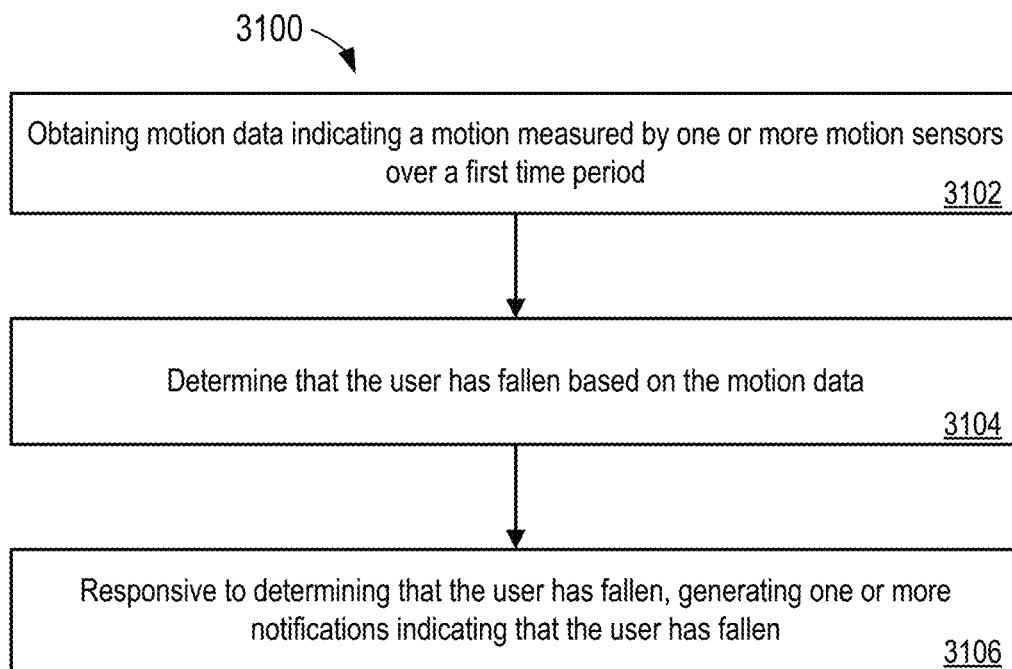 3100
Obtaining motion data indicating a motion measured by one or more motion sensors
over a first time period
3102
Determine that the user has fallen based on the motion data
3104
Responsive to determining that the user has fallen, generating one or more
notifications indicating that the user has fallen
3106